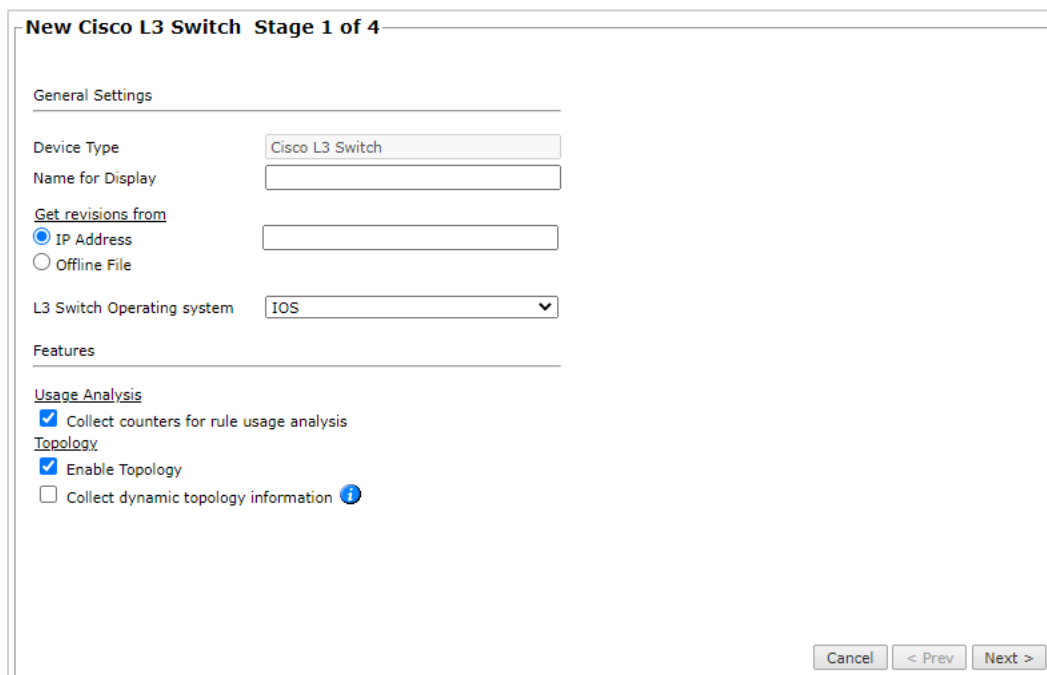 New Cisco L3 Switch Stage 1 of 4
General Settings
Device Type Cisco L3 Switch
Name for Display
Get revisions from
IP Address
Offline File
L3 Switch Operating system IOS
Features
Usage Analysis
Collect counters for rule usage analysis
Topology
Enable Topology
Collect dynamic topology information i
Cancel < Prev Next >